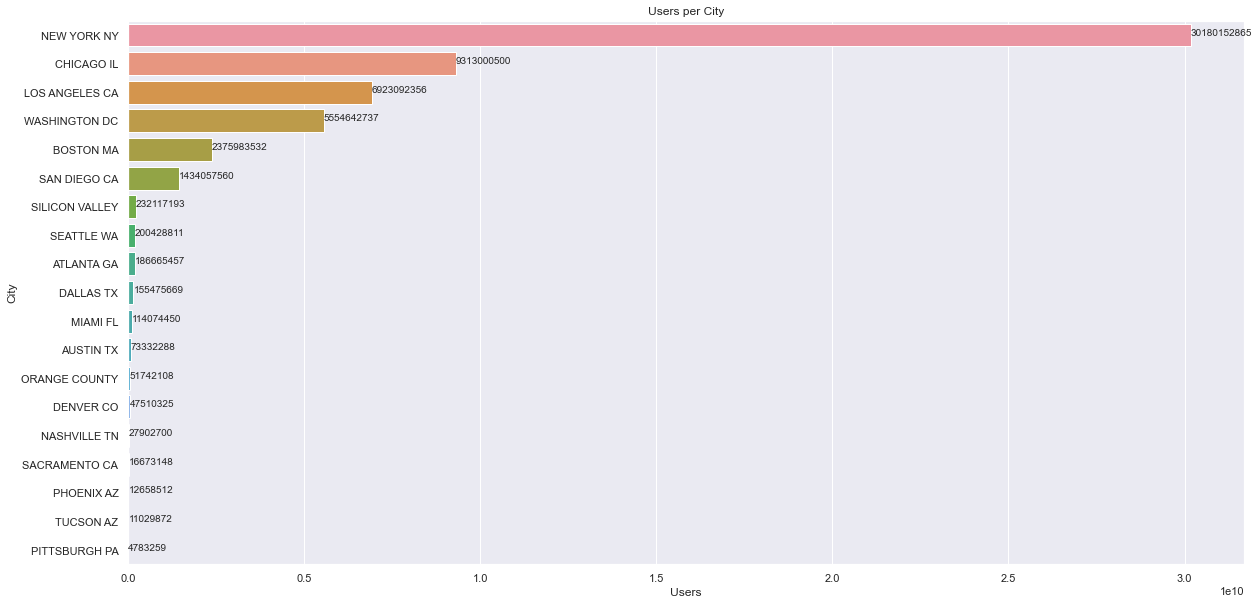 Users per City
NEW YORK NY 30180152865
CHICAGO IL 9313000500
LOS ANGELES CA 6923092356
WASHINGTON DC 5554642737
BOSTON MA 2375983532
SAN DIEGO CA 1434057560
SILICON VALLEY 232117193
SEATTLE WA 200428811
ATLANTA GA 186665457
DALLAS TX 155475669
MIAMI FL 114074450
AUSTIN TX 73332288
ORANGE COUNTY 51742108
DENVER CO 47510325
NASHVILLE TN 27902700
SACRAMENTO CA 16673148
PHOENIX AZ 12658512
TUCSON AZ 11029872
PITTSBURGH PA 4783259
City
0.0 0.5 1.0 1.5 2.0 2.5 3.0
Users
1e10